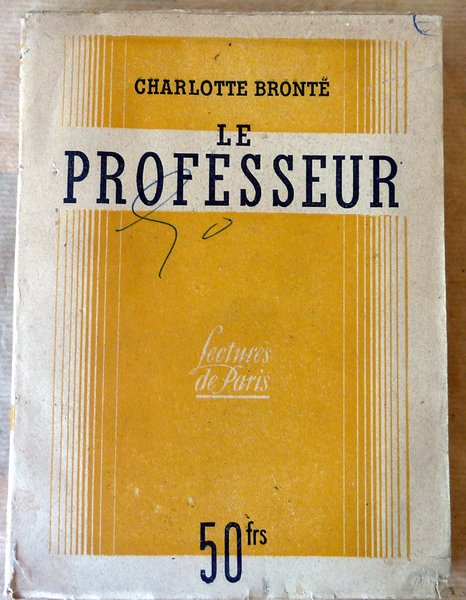 CHARLOTTE BRONTË
LE
PROFESSEUR
Lectures
de Paris
50 frs